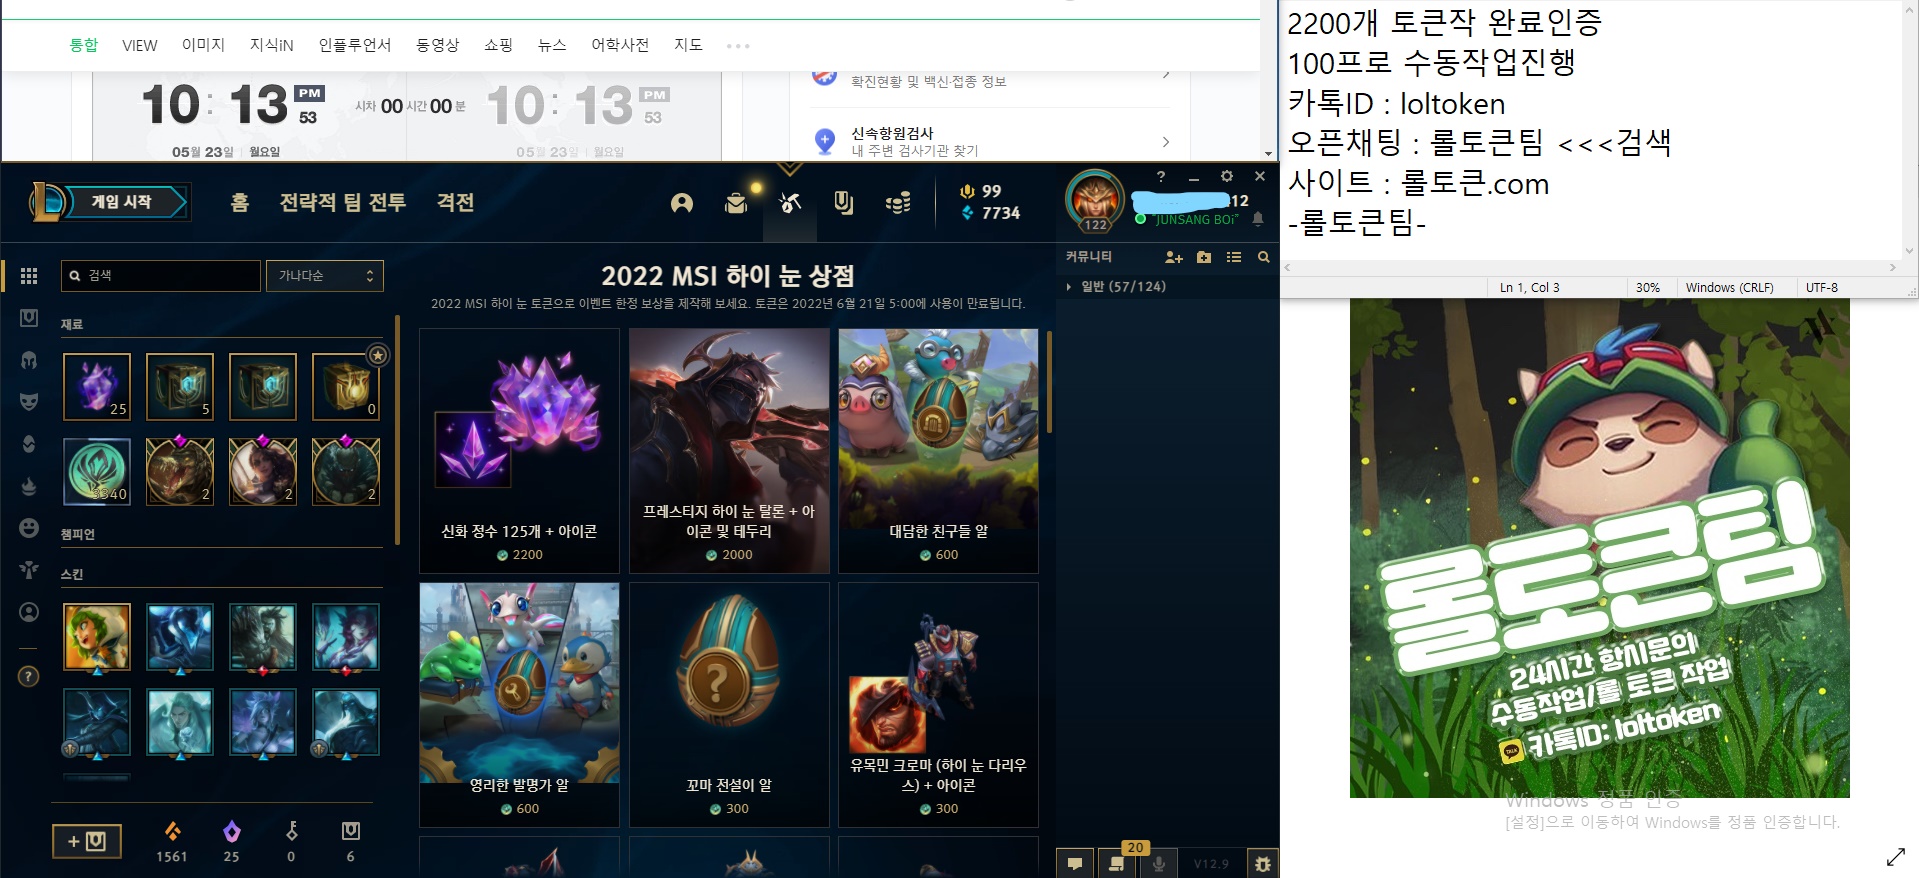 통합 VIEW 이미지 지식iN 인플루언서 동영상 쇼핑 뉴스 어학사전 지도
10:13 PM 53
시차 00 시간 00 분
10:13 PM 53
05월 23일 | 월요일
05월 23일 | 월요일
확진현황 및 백신·접종 정보
신속항원검사
내 주변 검사기관 찾기
2200개 토큰작 완료인증
100프로 수동작업진행
카톡ID : loltoken
오픈채팅 : 롤토큰팀 <<<검색
사이트 : 롤토큰.com
-롤토큰팀-
Ln 1, Col 3 30% Windows (CRLF) UTF-8
게임 시작 홈 전략적 팀 전투 격전
99
7734
122
12
"JUNSANG BOi"
커뮤니티
일반 (57/124)
검색
가나다순
재료
25
5
0
3340
2
2
2
챔피언
스킨
1561
25
0
6
2022 MSI 하이 눈 상점
2022 MSI 하이 눈 토큰으로 이벤트 한정 보상을 제작해 보세요. 토큰은 2022년 6월 21일 5:00에 사용이 만료됩니다.
신화 정수 125개 + 아이콘
2200
프레스티지 하이 눈 탈론 + 아
이콘 및 테두리
2000
대담한 친구들 알
600
영리한 발명가 알
600
꼬마 전설이 알
300
유목민 크로마 (하이 눈 다리우
스) + 아이콘
300
20
V12.9
롤토큰팀
24시간 항시문의
수동작업/롤 토큰 작업
TALK 카톡ID: loltoken
Windows 정품 인증
[설정]으로 이동하여 Windows를 정품 인증합니다.